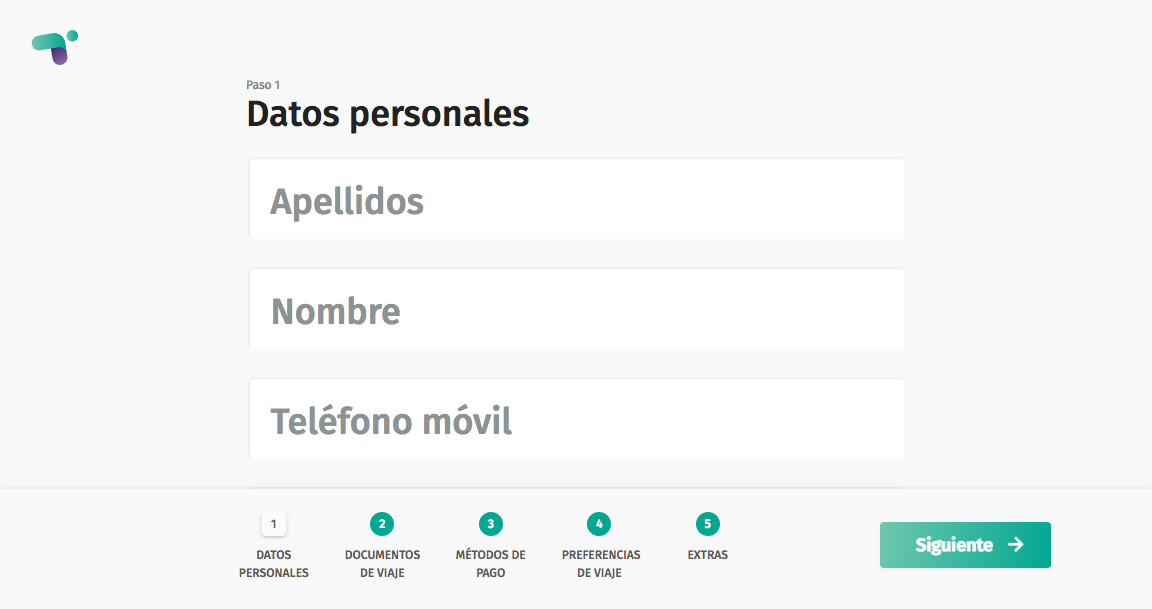 Paso 1
Datos personales
Apellidos
Nombre
Teléfono móvil
1
DATOS
PERSONALES
2
DOCUMENTOS
DE VIAJE
3
MÉTODOS DE
PAGO
4
PREFERENCIAS
DE VIAJE
5
EXTRAS
Siguiente →